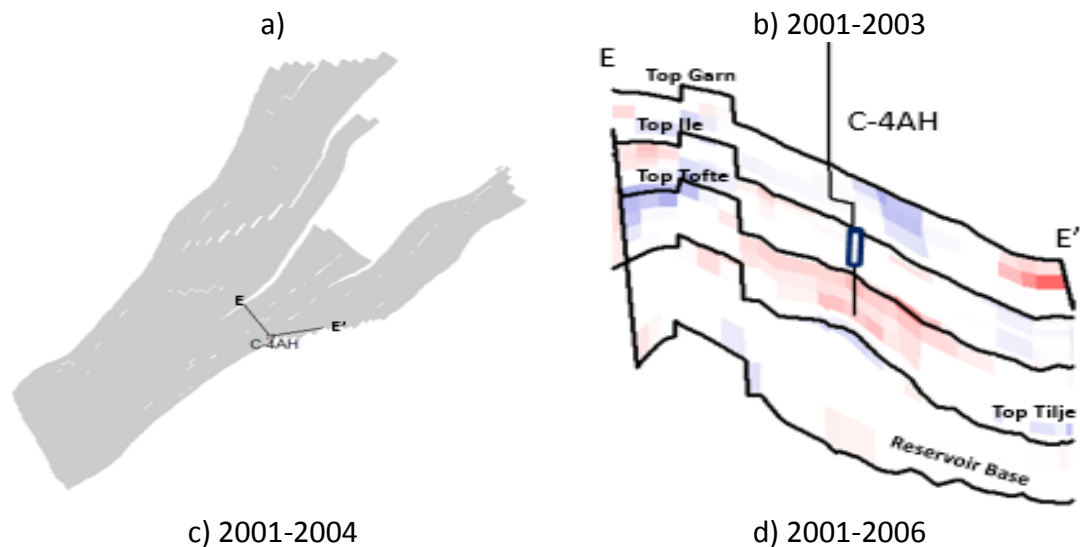 a)
b) 2001-2003
E
E'
C-4AH
E
Top Garn
C-4AH
Top Ile
Top Tofte
E'
Top Tilje
Reservoir Base
c) 2001-2004
d) 2001-2006